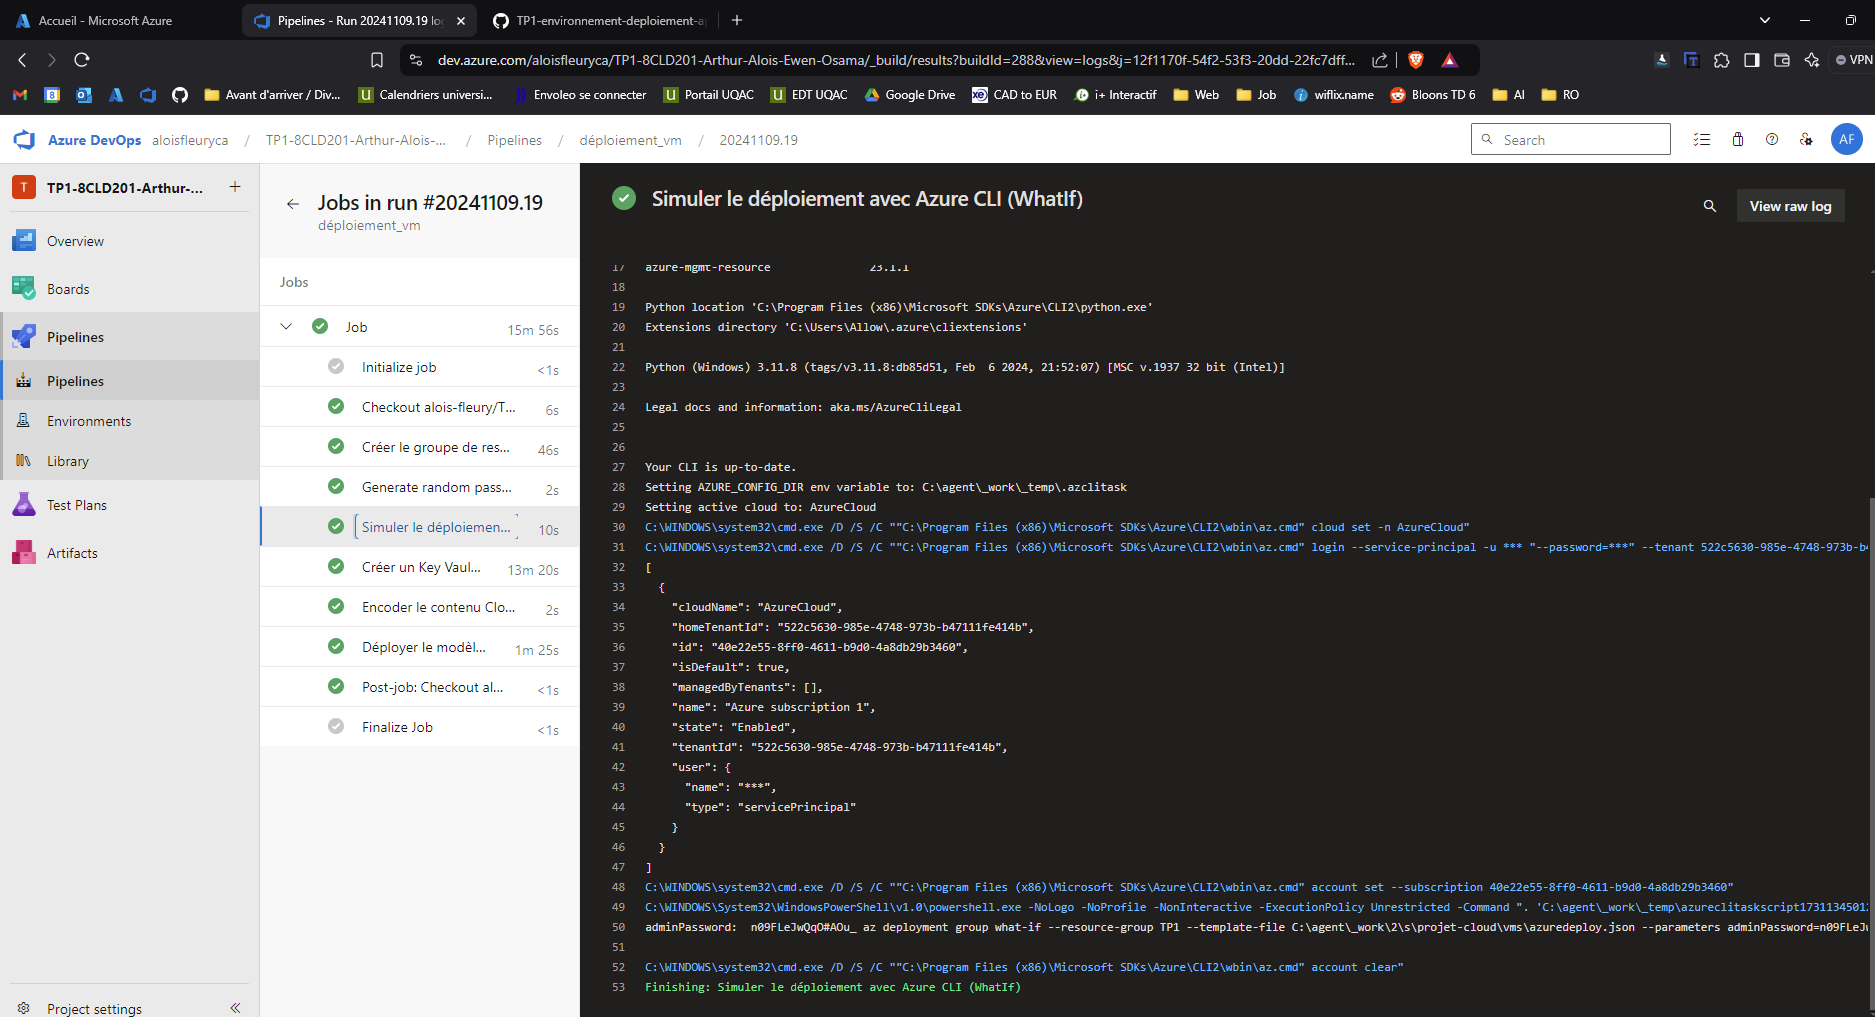 Accueil - Microsoft Azure
Pipelines - Run 20241109.19 lo
TP1-environnement-deploiement-a
dev.azure.com/aloisfleuryca/TP1-8CLD201-Arthur-Alois-Ewen-Osama/_build/results?buildId=288&view=logs&j=12f1170f-54f2-53f3-20dd-22fc7dff...
VPN
Avant d'arriver / Div...
Calendriers universi...
Envoleo se connecter
Portail UQAC
EDT UQAC
Google Drive
CAD to EUR
i+ Interactif
Web
Job
wiflix.name
Bloons TD 6
AI
RO
Azure DevOps
aloisfleuryca
/
TP1-8CLD201-Arthur-Alois-...
/
Pipelines
/
déploiement_vm
/
20241109.19
Search
AF
T
TP1-8CLD201-Arthur-...
Overview
Boards
Pipelines
Pipelines
Environments
Library
Test Plans
Artifacts
Project settings
Jobs in run #20241109.19
déploiement_vm
Jobs
Job 15m 56s
Initialize job <1s
Checkout alois-fleury/T... 6s
Créer le groupe de res... 46s
Generate random pass... 2s
Simuler le déploiemen... 10s
Créer un Key Vaul... 13m 20s
Encoder le contenu Clo... 2s
Déployer le modèl... 1m 25s
Post-job: Checkout al... <1s
Finalize Job <1s
Simuler le déploiement avec Azure CLI (WhatIf)
View raw log
17 azure-mgmt-resource 23.1.1
18
19 Python location 'C:\Program Files (x86)\Microsoft SDKs\Azure\CLI2\python.exe'
20 Extensions directory 'C:\Users\Allow\.azure\cliextensions'
21
22 Python (Windows) 3.11.8 (tags/v3.11.8:db85d51, Feb  6 2024, 21:52:07) [MSC v.1937 32 bit (Intel)]
23
24 Legal docs and information: aka.ms/AzureCliLegal
25
26
27 Your CLI is up-to-date.
28 Setting AZURE_CONFIG_DIR env variable to: C:\agent\_work\_temp\.azclitask
29 Setting active cloud to: AzureCloud
30 C:\WINDOWS\system32\cmd.exe /D /S /C ""C:\Program Files (x86)\Microsoft SDKs\Azure\CLI2\wbin\az.cmd" cloud set -n AzureCloud"
31 C:\WINDOWS\system32\cmd.exe /D /S /C ""C:\Program Files (x86)\Microsoft SDKs\Azure\CLI2\wbin\az.cmd" login --service-principal -u *** "--password=***" --tenant 522c5630-985e-4748-973b-b4
32 [
33 {
34 "cloudName": "AzureCloud",
35 "homeTenantId": "522c5630-985e-4748-973b-b47111fe414b",
36 "id": "40e22e55-8ff0-4611-b9d0-4a8db29b3460",
37 "isDefault": true,
38 "managedByTenants": [],
39 "name": "Azure subscription 1",
40 "state": "Enabled",
41 "tenantId": "522c5630-985e-4748-973b-b47111fe414b",
42 "user": {
43 "name": "***",
44 "type": "servicePrincipal"
45 }
46 }
47 ]
48 C:\WINDOWS\system32\cmd.exe /D /S /C ""C:\Program Files (x86)\Microsoft SDKs\Azure\CLI2\wbin\az.cmd" account set --subscription 40e22e55-8ff0-4611-b9d0-4a8db29b3460"
49 C:\WINDOWS\System32\WindowsPowerShell\v1.0\powershell.exe -NoLogo -NoProfile -NonInteractive -ExecutionPolicy Unrestricted -Command ". 'C:\agent\_work\_temp\azureclitaskscript1731134501
50 adminPassword:  n09FLeJwQqO#AOu_ az deployment group what-if --resource-group TP1 --template-file C:\agent\_work\2\s\projet-cloud\vms\azuredeploy.json --parameters adminPassword=n09FLeJ
51
52 C:\WINDOWS\system32\cmd.exe /D /S /C ""C:\Program Files (x86)\Microsoft SDKs\Azure\CLI2\wbin\az.cmd" account clear"
53 Finishing: Simuler le déploiement avec Azure CLI (WhatIf)